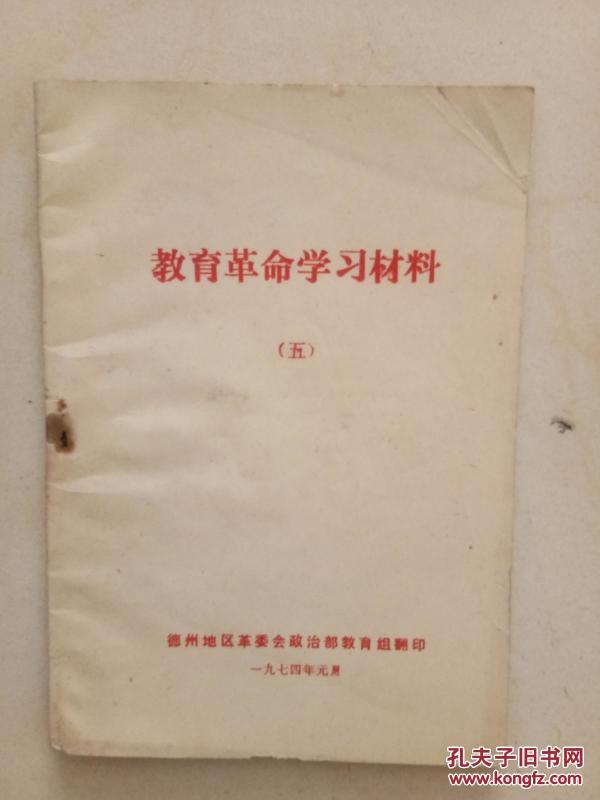 教育革命学习材料
（五）
德州地区革委会政治部教育组翻印
一九七四年元月
孔夫子旧书网
www.kongfz.com